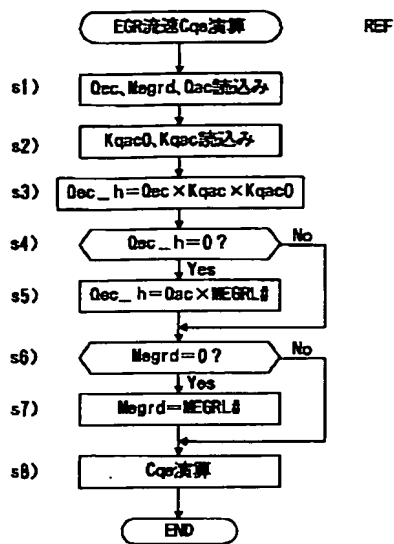 EGR流速Cqe演算
REF
s1) Qec、Megrd、Qac読込み
s2) Kqac0、Kqac読込み
s3) Qec_h=Qec×Kqac×Kqac0
s4) Qec_h=0?
No
Yes
s5) Qec_h=Qac×MEGRL#
s6) Megrd=0?
No
Yes
s7) Megrd=MEGRL#
s8) Cqe演算
END